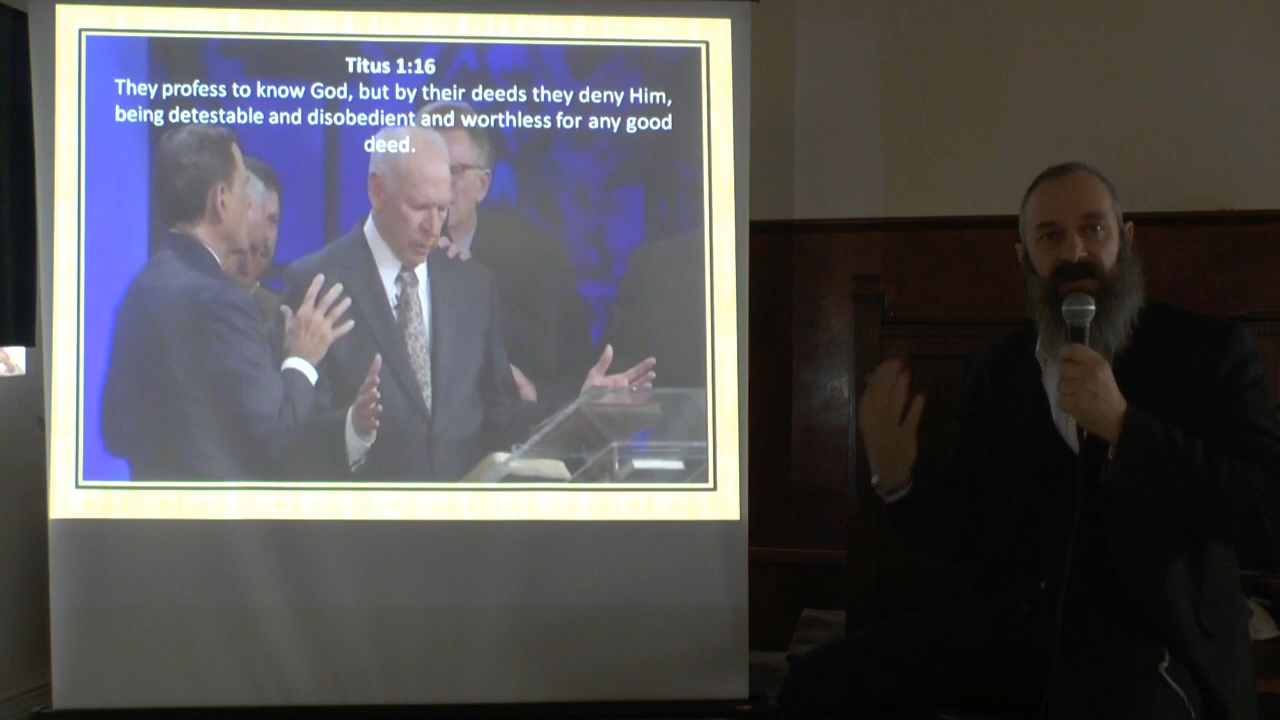 Titus 1:16
They profess to know God, but by their deeds they deny Him,
being detestable and disobedient and worthless for any good
deed.